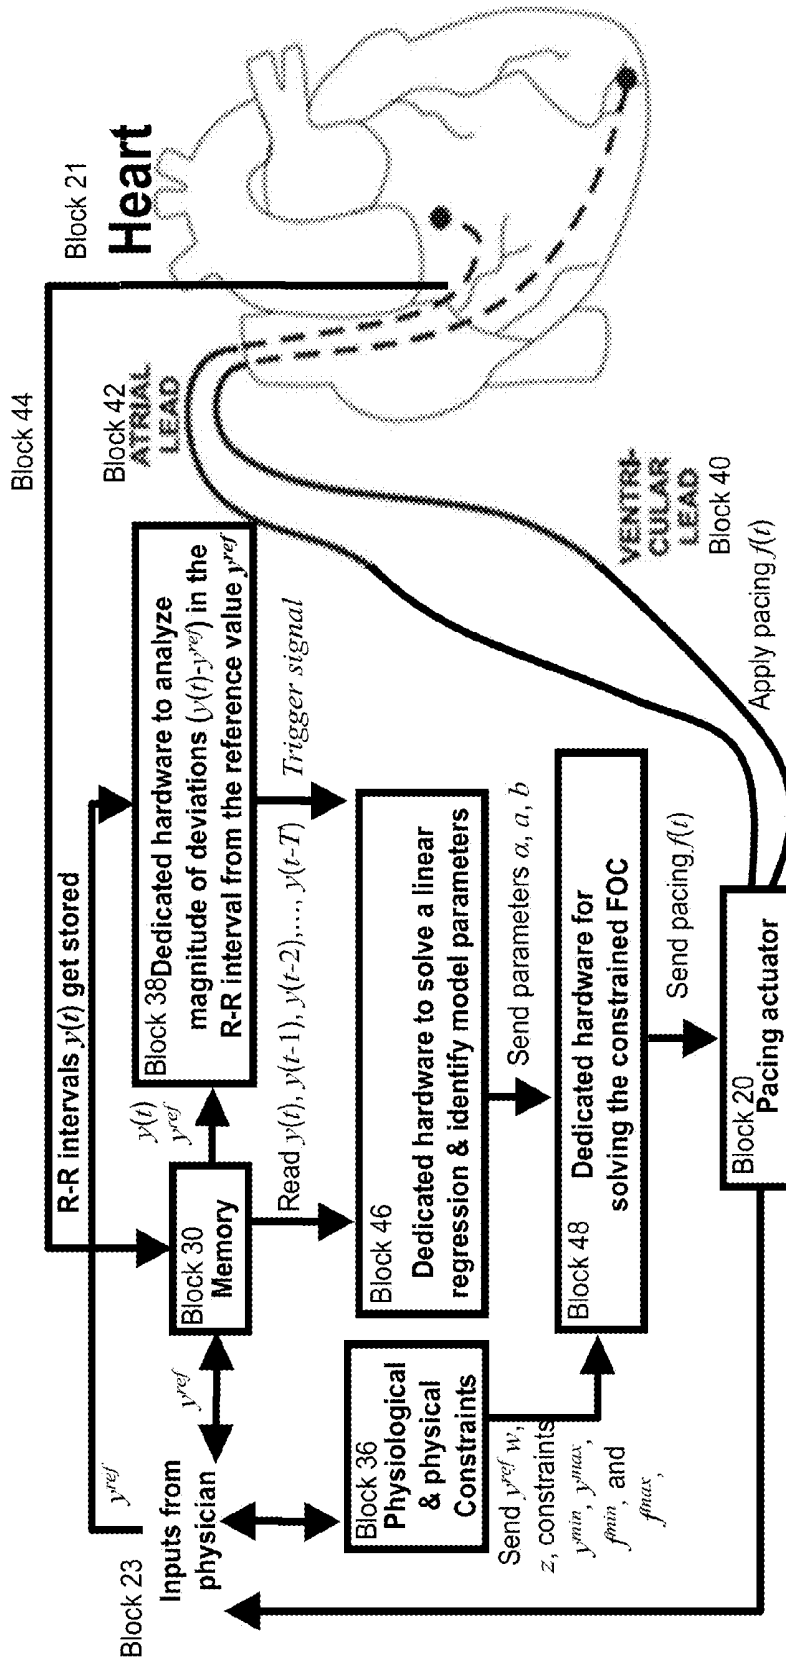 Block 44
Block 21
Heart
R-R intervals y(t) get stored
Block 42
ATRIAL
LEAD
Block 23
Inputs from
physician
y^ref
y^ref
Block 30
Memory
y(t)
y^ref
Block 38 Dedicated hardware to analyze
magnitude of deviations (y(t)-y^ref) in the
R-R interval from the reference value y^ref
Read y(t), y(t-1), y(t-2),..., y(t-T)
Trigger signal
Block 36
Physiological
& physical
Constraints
Block 46
Dedicated hardware to solve a linear
regression & identify model parameters
Send y^ref w,
z, constraints
y^min, y^max,
f^min, and
f^max,
Send parameters α, a, b
Block 48
Dedicated hardware for
solving the constrained FOC
VENTRI-
CULAR
LEAD
Block 40
Send pacing f(t)
Apply pacing f(t)
Block 20
Pacing actuator